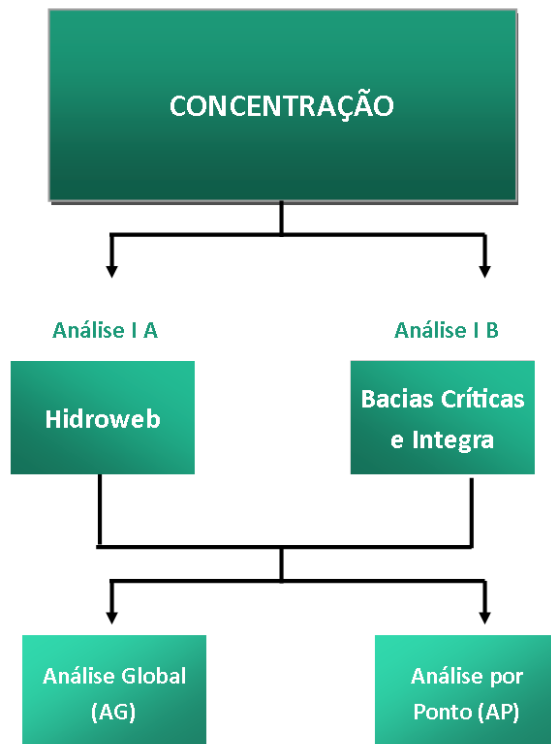 CONCENTRAÇÃO
Análise I A
Análise I B
Hidroweb
Bacias Críticas
e Integra
Análise Global
(AG)
Análise por
Ponto (AP)